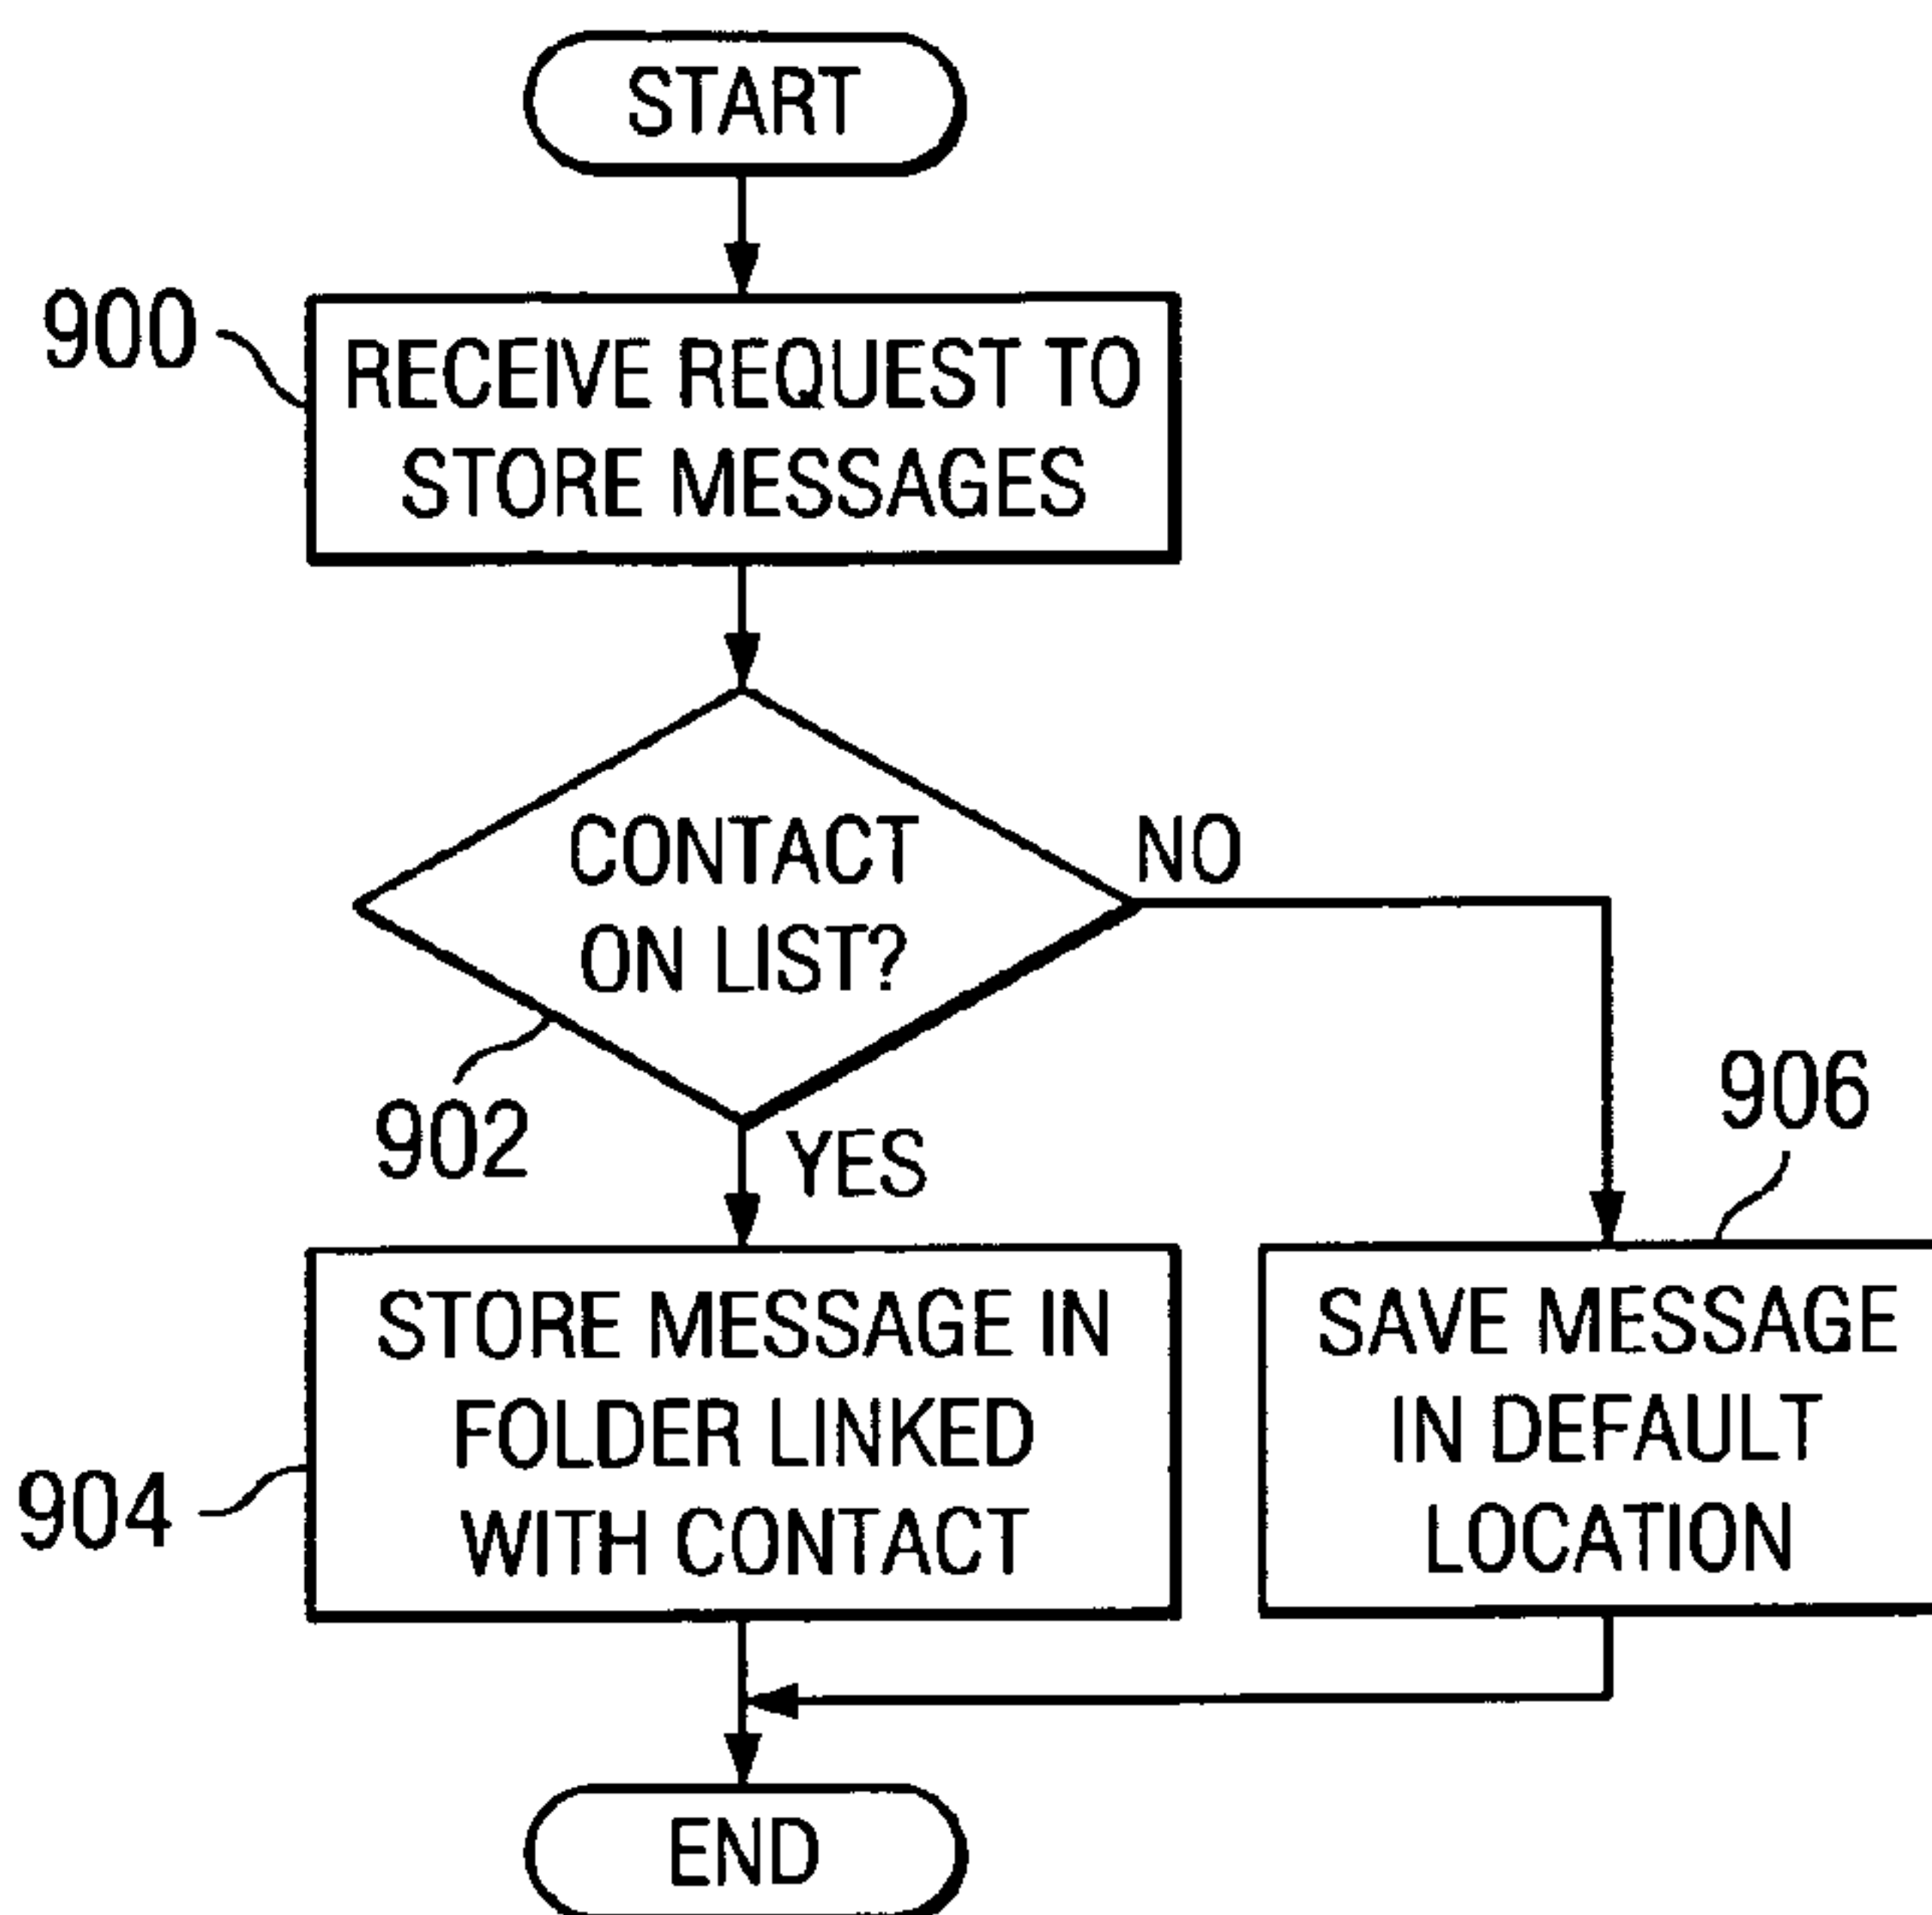 START
900
RECEIVE REQUEST TO
STORE MESSAGES
CONTACT
ON LIST?
NO
902
YES
906
STORE MESSAGE IN
FOLDER LINKED
WITH CONTACT
904
SAVE MESSAGE
IN DEFAULT
LOCATION
END